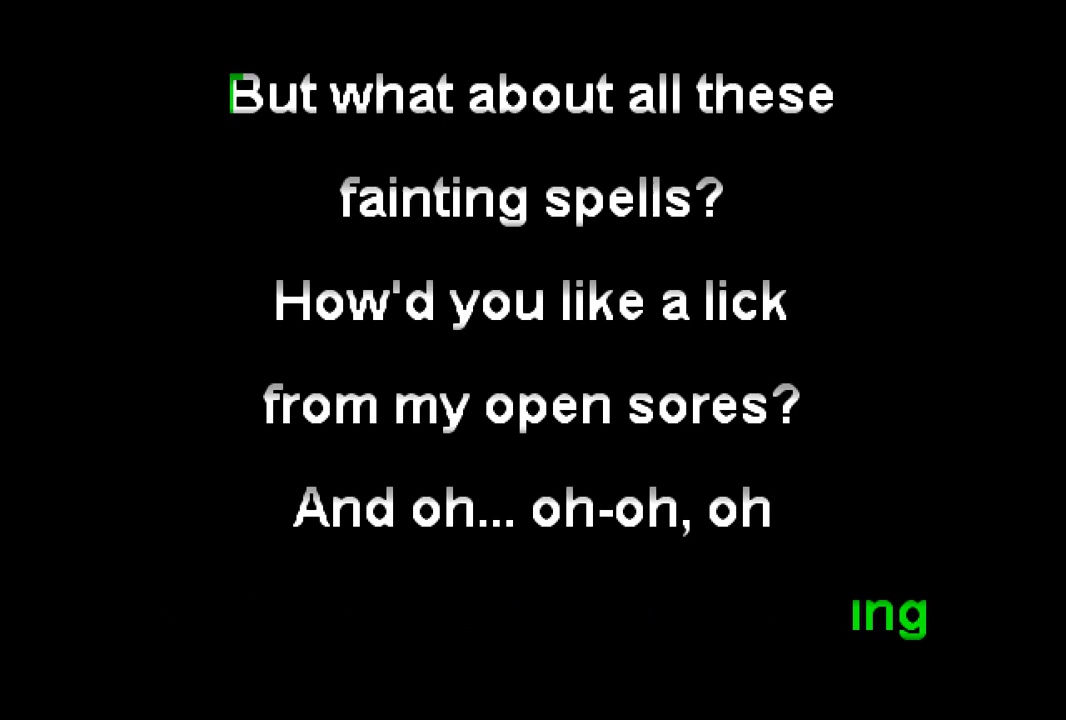 But what about all these
fainting spells?
How'd you like a lick
from my open sores?
And oh... oh-oh, oh
ing